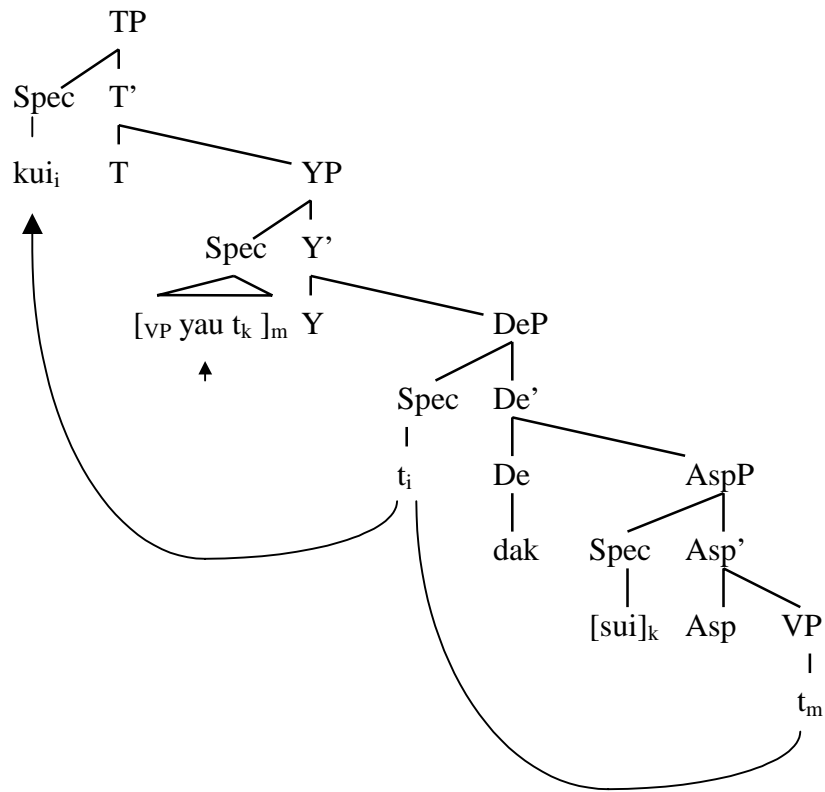 TP
Spec T’
kuiᵢ T YP
Spec Y’
[VP yau tₖ ]ₘ Y DeP
Spec De’
tᵢ De AspP
dak Spec Asp’
[sui]ₖ Asp VP
tₘ